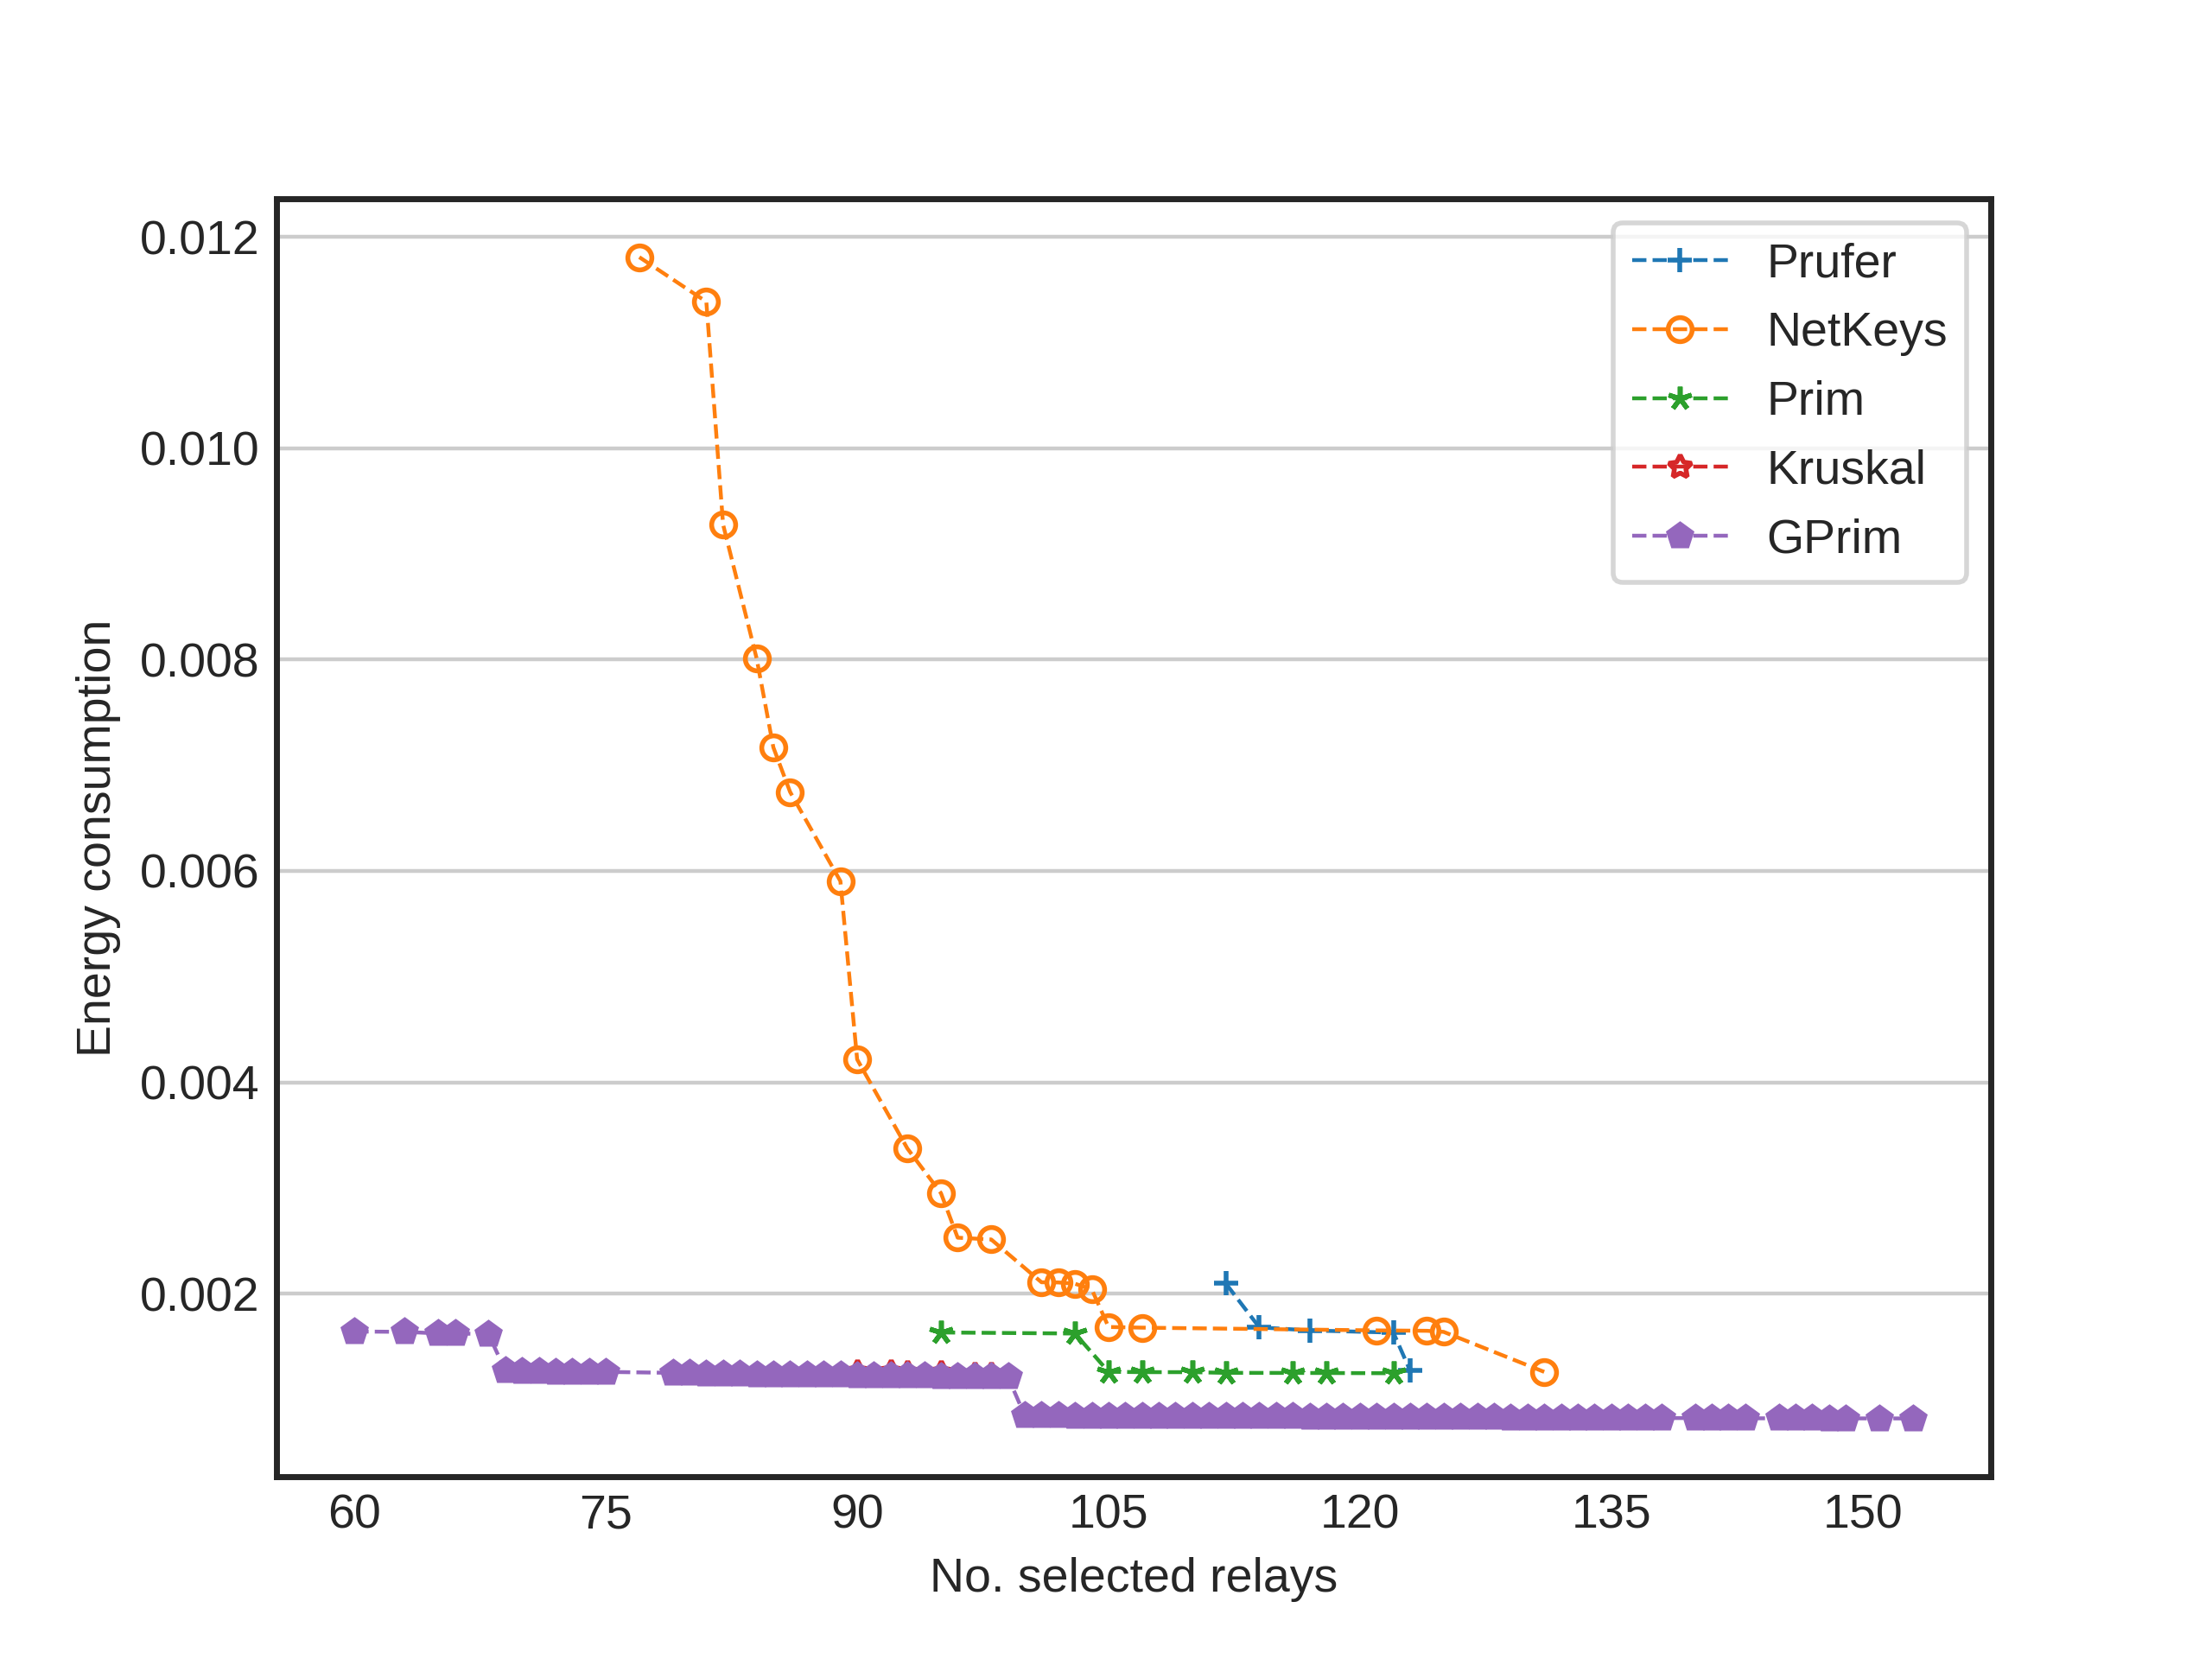 0.012
0.010
0.008
0.006
0.004
0.002
Energy consumption
60 75 90 105 120 135 150
No. selected relays
Prufer
NetKeys
Prim
Kruskal
GPrim